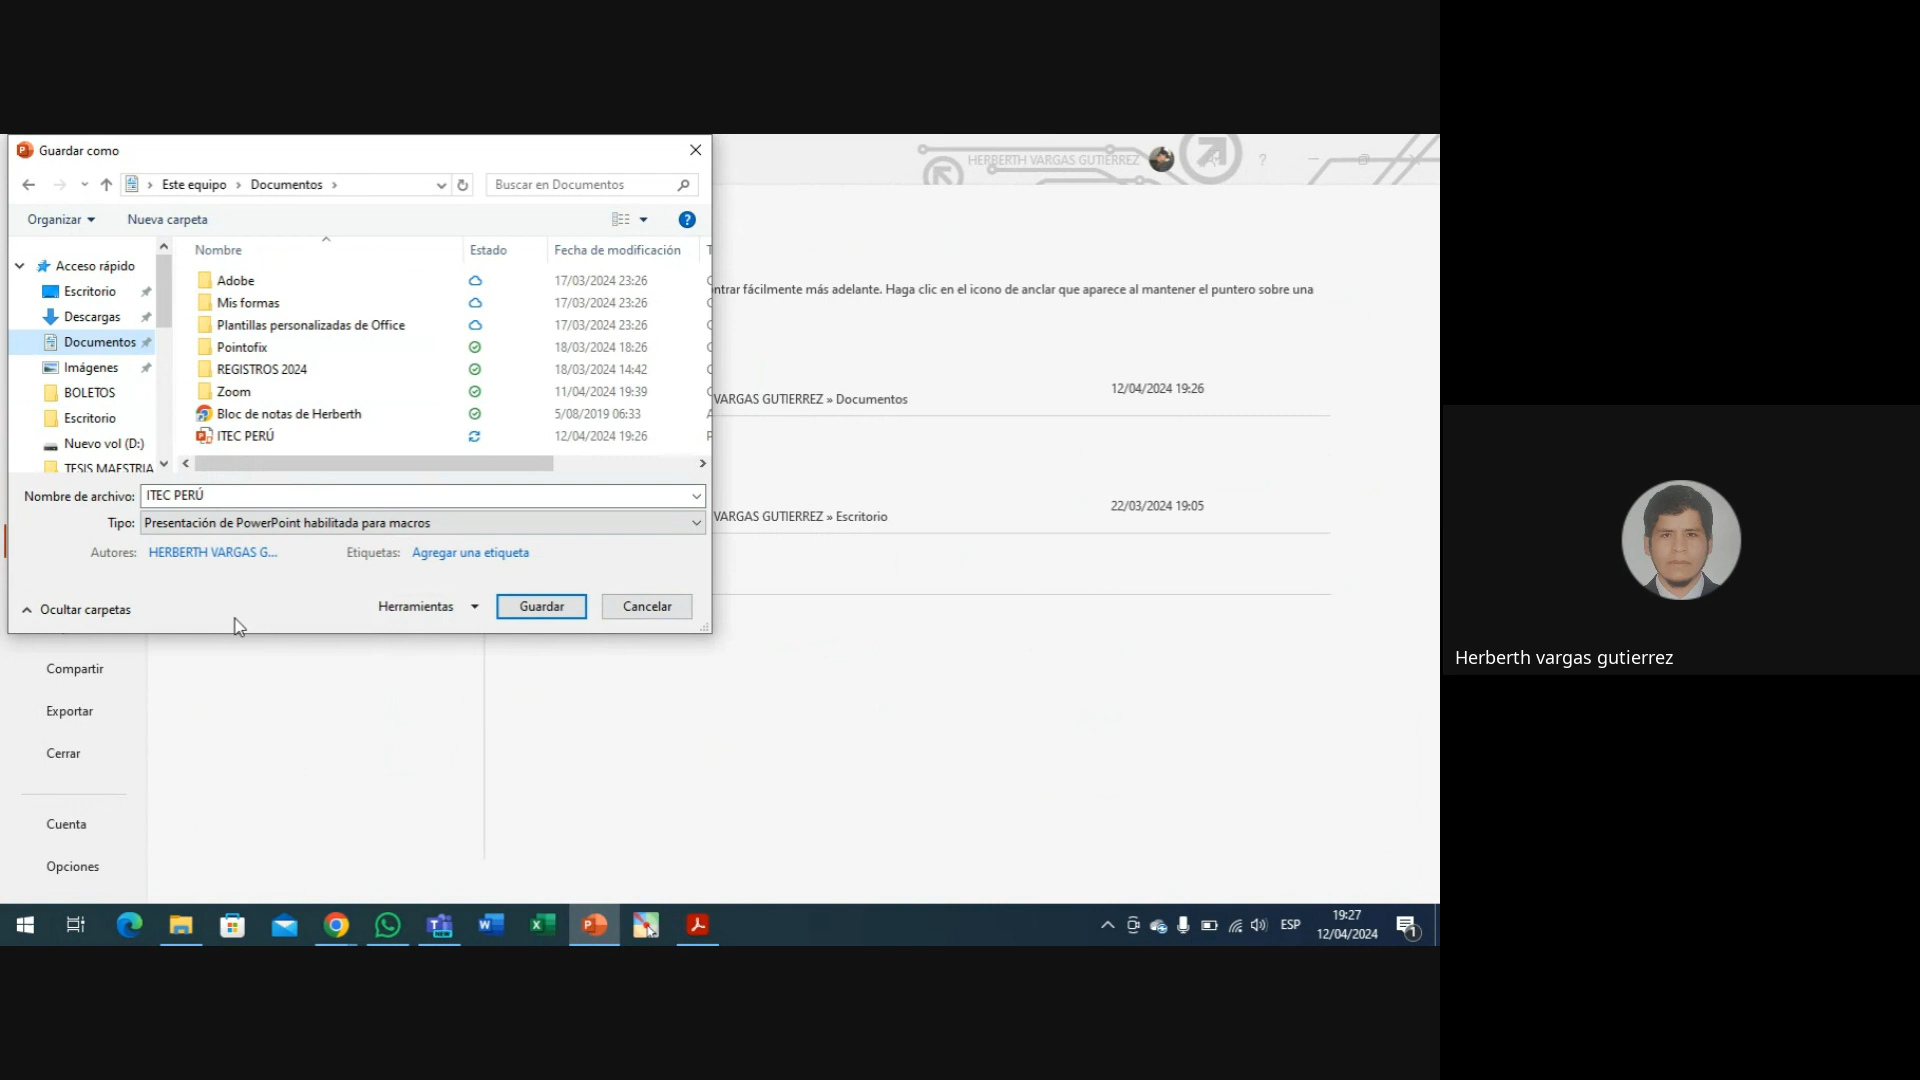 Guardar como
HERBERTH VARGAS GUTIERREZ
?
Este equipo > Documentos >
Buscar en Documentos
Organizar
Nueva carpeta
?
Nombre
Estado
Fecha de modificación
Acceso rápido
Escritorio
Descargas
Documentos
Imágenes
BOLETOS
Escritorio
Nuevo vol (D:)
TESIS MAESTRIA
Adobe 17/03/2024 23:26
Mis formas 17/03/2024 23:26
Plantillas personalizadas de Office 17/03/2024 23:26
Pointofix 18/03/2024 18:26
REGISTROS 2024 18/03/2024 14:42
Zoom 11/04/2024 19:39
Bloc de notas de Herberth 5/08/2019 06:33
ITEC PERÚ 12/04/2024 19:26
Nombre de archivo: ITEC PERÚ
Tipo: Presentación de PowerPoint habilitada para macros
Autores: HERBERTH VARGAS G...
Etiquetas: Agregar una etiqueta
Ocultar carpetas
Herramientas
Guardar
Cancelar
ntrar fácilmente más adelante. Haga clic en el icono de anclar que aparece al mantener el puntero sobre una
VARGAS GUTIERREZ » Documentos
12/04/2024 19:26
VARGAS GUTIERREZ » Escritorio
22/03/2024 19:05
Compartir
Exportar
Cerrar
Cuenta
Opciones
ESP
19:27
12/04/2024
1
Herberth vargas gutierrez